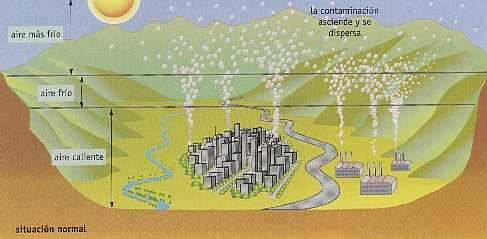 la contaminación
asciende y se
dispersa
aire más frío
aire frío
aire caliente
situación normal